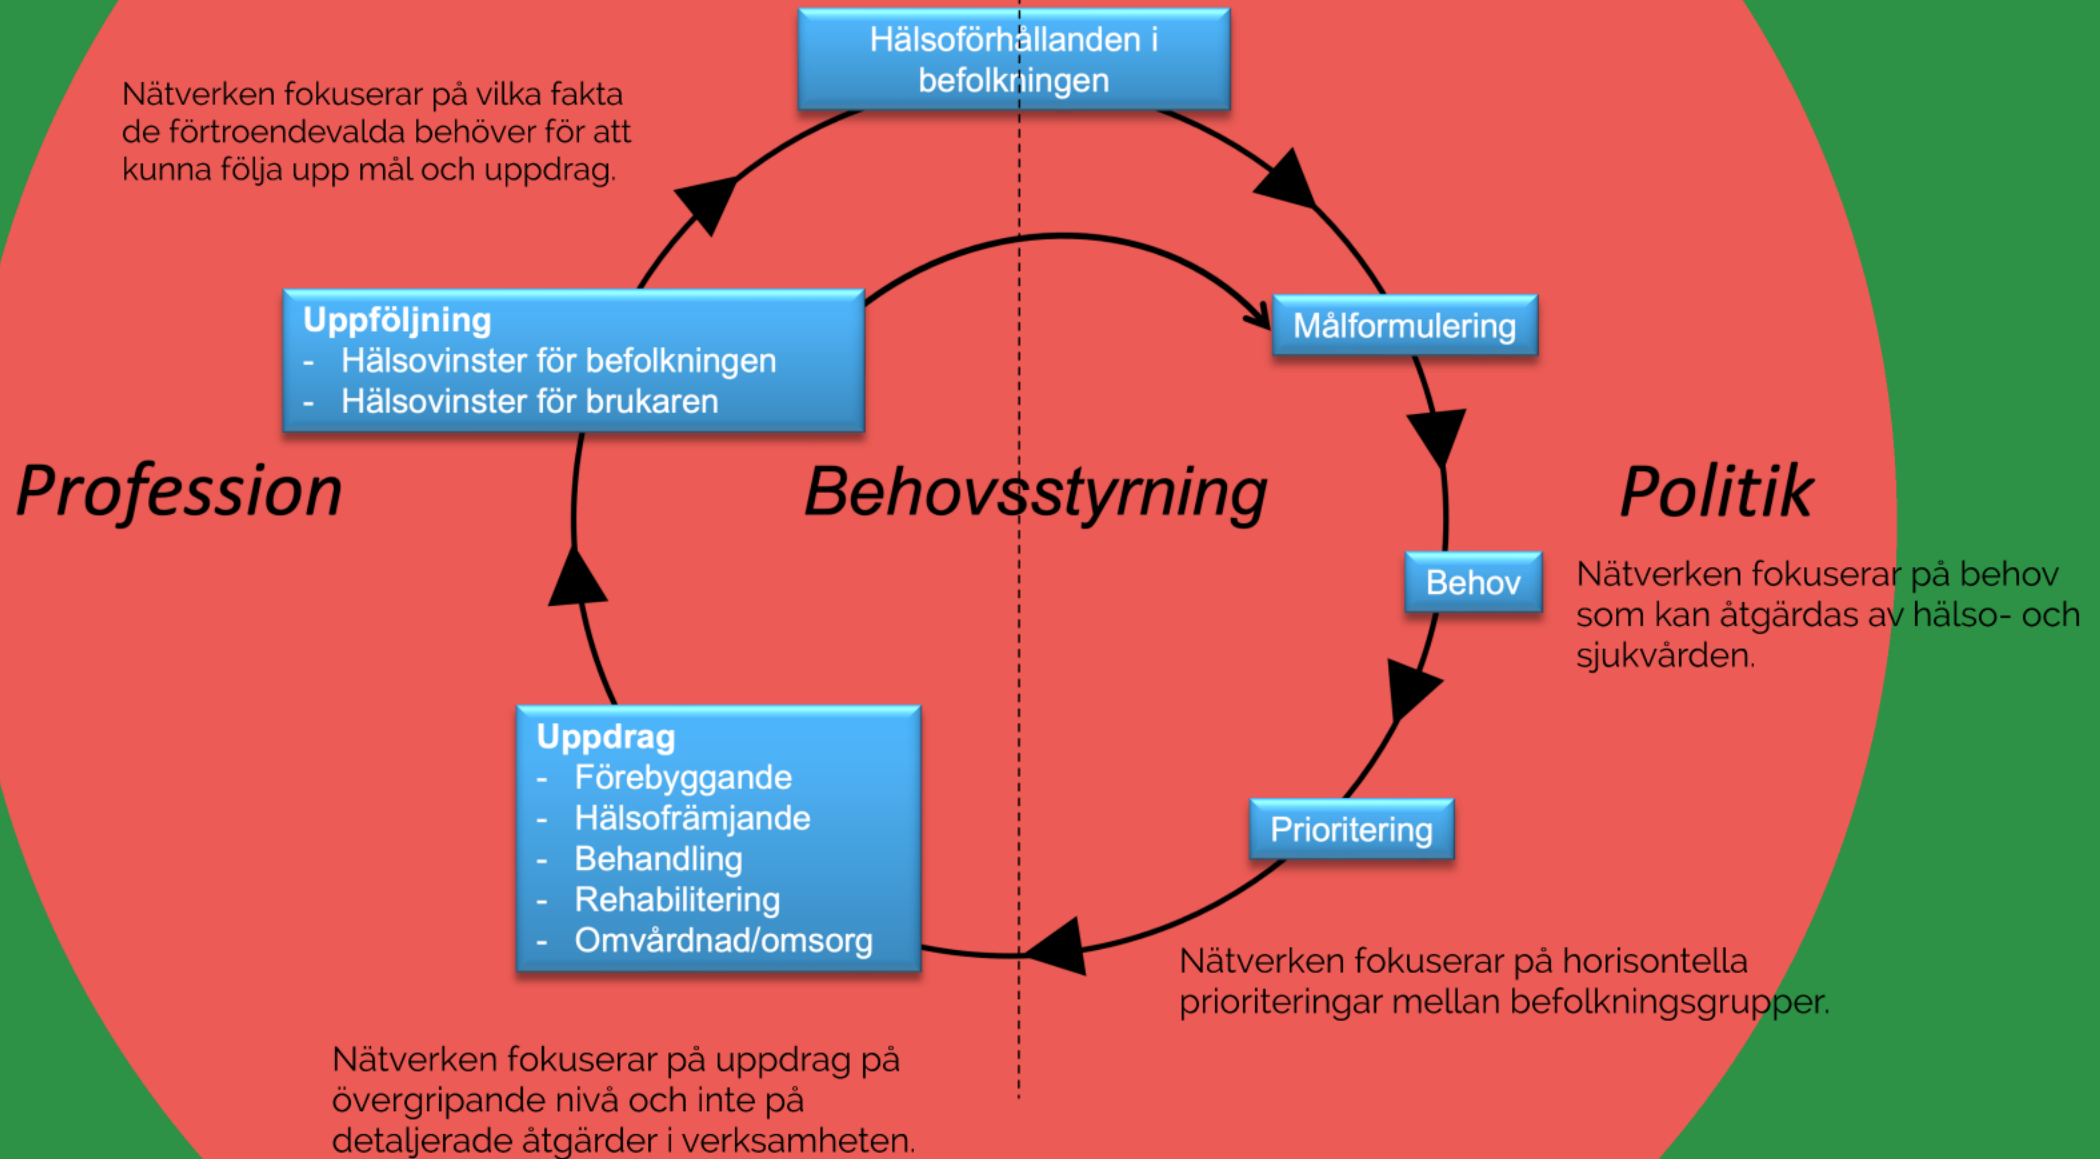 Hälsoförhållanden i
befolkningen
Nätverken fokuserar på vilka fakta
de förtroendevalda behöver för att
kunna följa upp mål och uppdrag.
Uppföljning
- Hälsovinster för befolkningen
- Hälsovinster för brukaren
Målformulering
Profession
Behovsstyrning
Politik
Behov
Nätverken fokuserar på behov
som kan åtgärdas av hälso- och
sjukvården.
Uppdrag
- Förebyggande
- Hälsofrämjande
- Behandling
- Rehabilitering
- Omvårdnad/omsorg
Prioritering
Nätverken fokuserar på horisontella
prioriteringar mellan befolkningsgrupper.
Nätverken fokuserar på uppdrag på
övergripande nivå och inte på
detaljerade åtgärder i verksamheten.